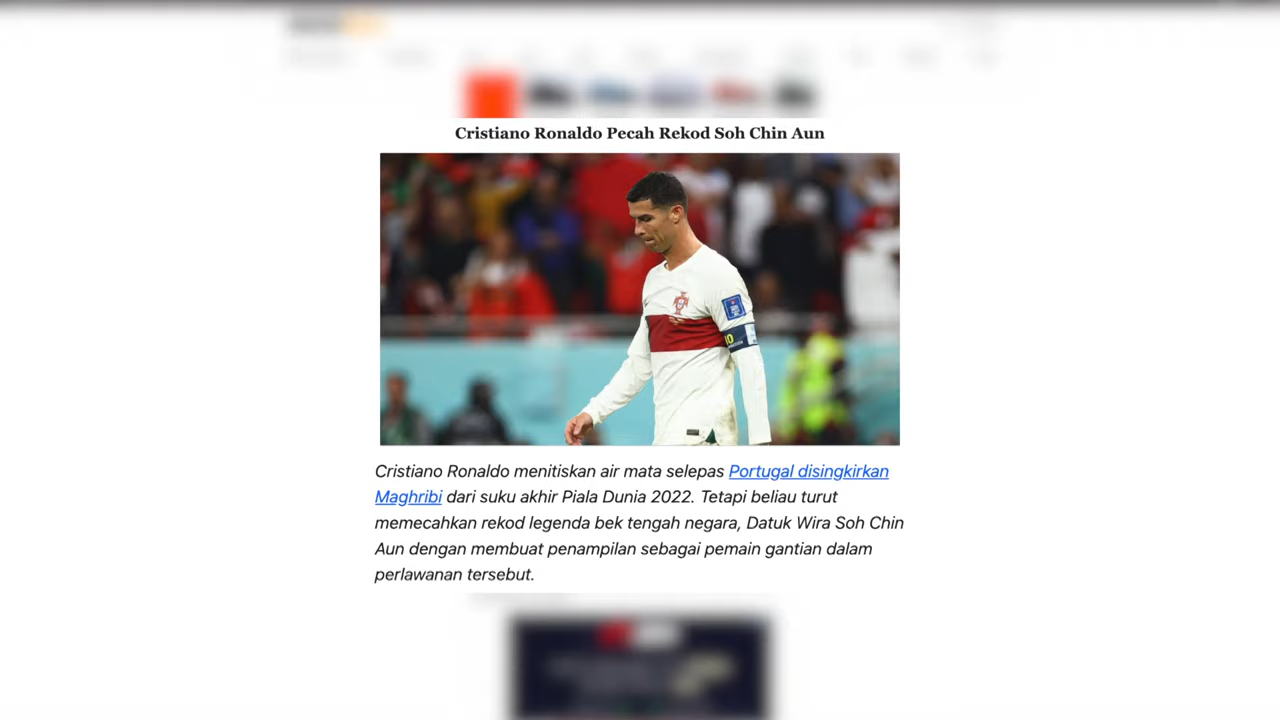 Cristiano Ronaldo Pecah Rekod Soh Chin Aun
Cristiano Ronaldo menitiskan air mata selepas Portugal disingkirkan
Maghribi dari suku akhir Piala Dunia 2022. Tetapi beliau turut
memecahkan rekod legenda bek tengah negara, Datuk Wira Soh Chin
Aun dengan membuat penampilan sebagai pemain gantian dalam
perlawanan tersebut.